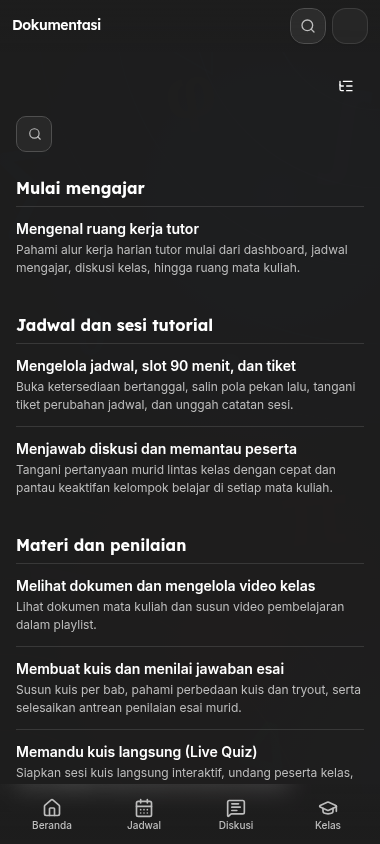 Dokumentasi
Mulai mengajar
Mengenal ruang kerja tutor
Pahami alur kerja harian tutor mulai dari dashboard, jadwal
mengajar, diskusi kelas, hingga ruang mata kuliah.
Jadwal dan sesi tutorial
Mengelola jadwal, slot 90 menit, dan tiket
Buka ketersediaan bertanggal, salin pola pekan lalu, tangani
tiket perubahan jadwal, dan unggah catatan sesi.
Menjawab diskusi dan memantau peserta
Tangani pertanyaan murid lintas kelas dengan cepat dan
pantau keaktifan kelompok belajar di setiap mata kuliah.
Materi dan penilaian
Melihat dokumen dan mengelola video kelas
Lihat dokumen mata kuliah dan susun video pembelajaran
dalam playlist.
Membuat kuis dan menilai jawaban esai
Susun kuis per bab, pahami perbedaan kuis dan tryout, serta
selesaikan antrean penilaian esai murid.
Memandu kuis langsung (Live Quiz)
Siapkan sesi kuis langsung interaktif, undang peserta kelas,
Beranda
Jadwal
Diskusi
Kelas